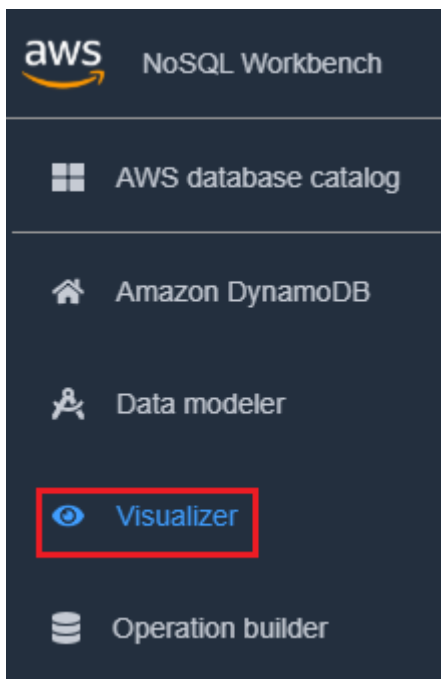 aws NoSQL Workbench
AWS database catalog
Amazon DynamoDB
Data modeler
Visualizer
Operation builder